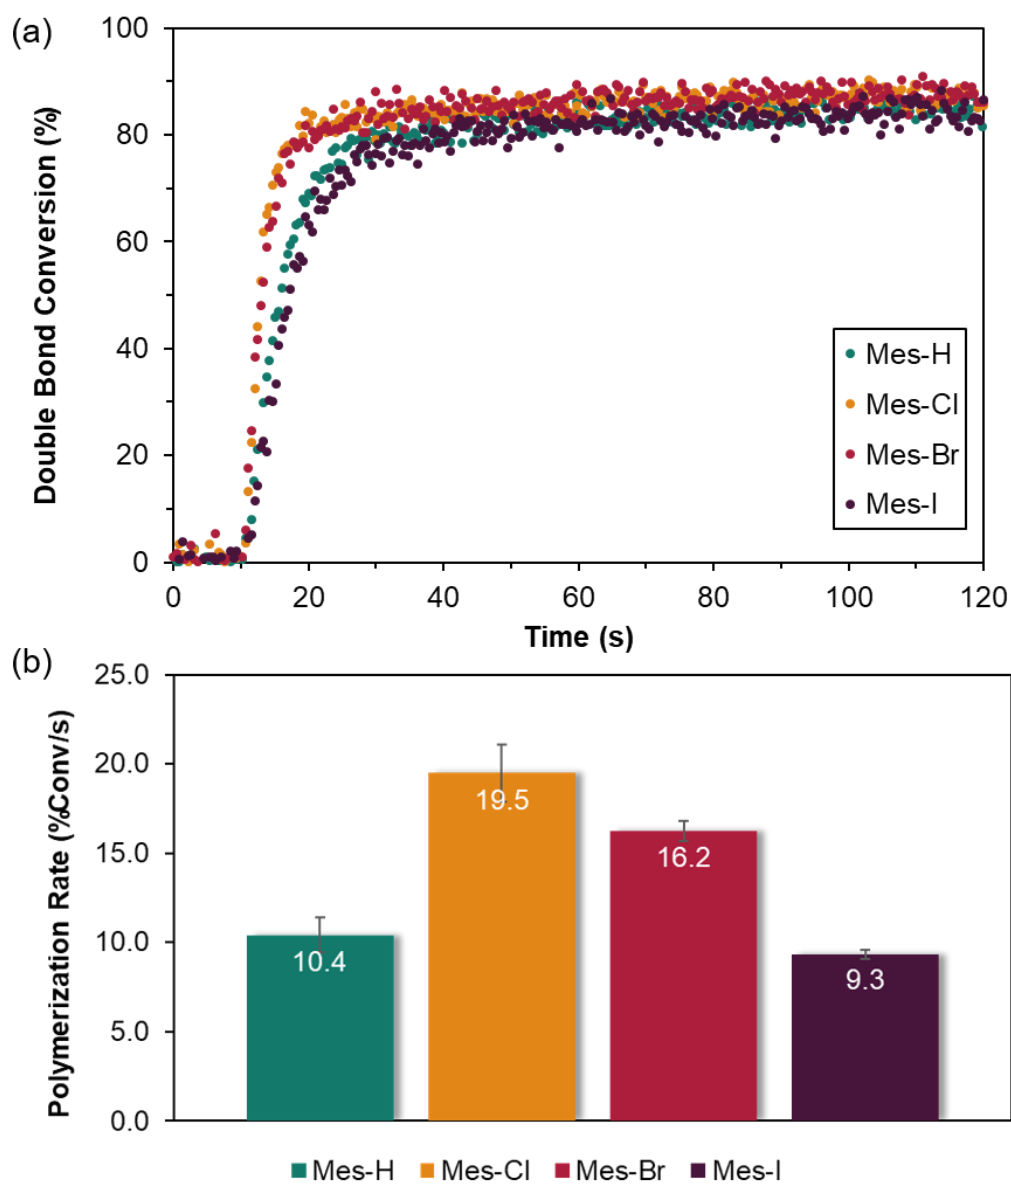 (a)
100
80
60
40
20
0
Double Bond Conversion (%)
Mes-H
Mes-Cl
Mes-Br
Mes-I
0 20 40 60 80 100 120
Time (s)
(b)
25.0
20.0
15.0
10.0
5.0
0.0
Polymerization Rate (%Conv/s)
10.4
19.5
16.2
9.3
Mes-H Mes-Cl Mes-Br Mes-I